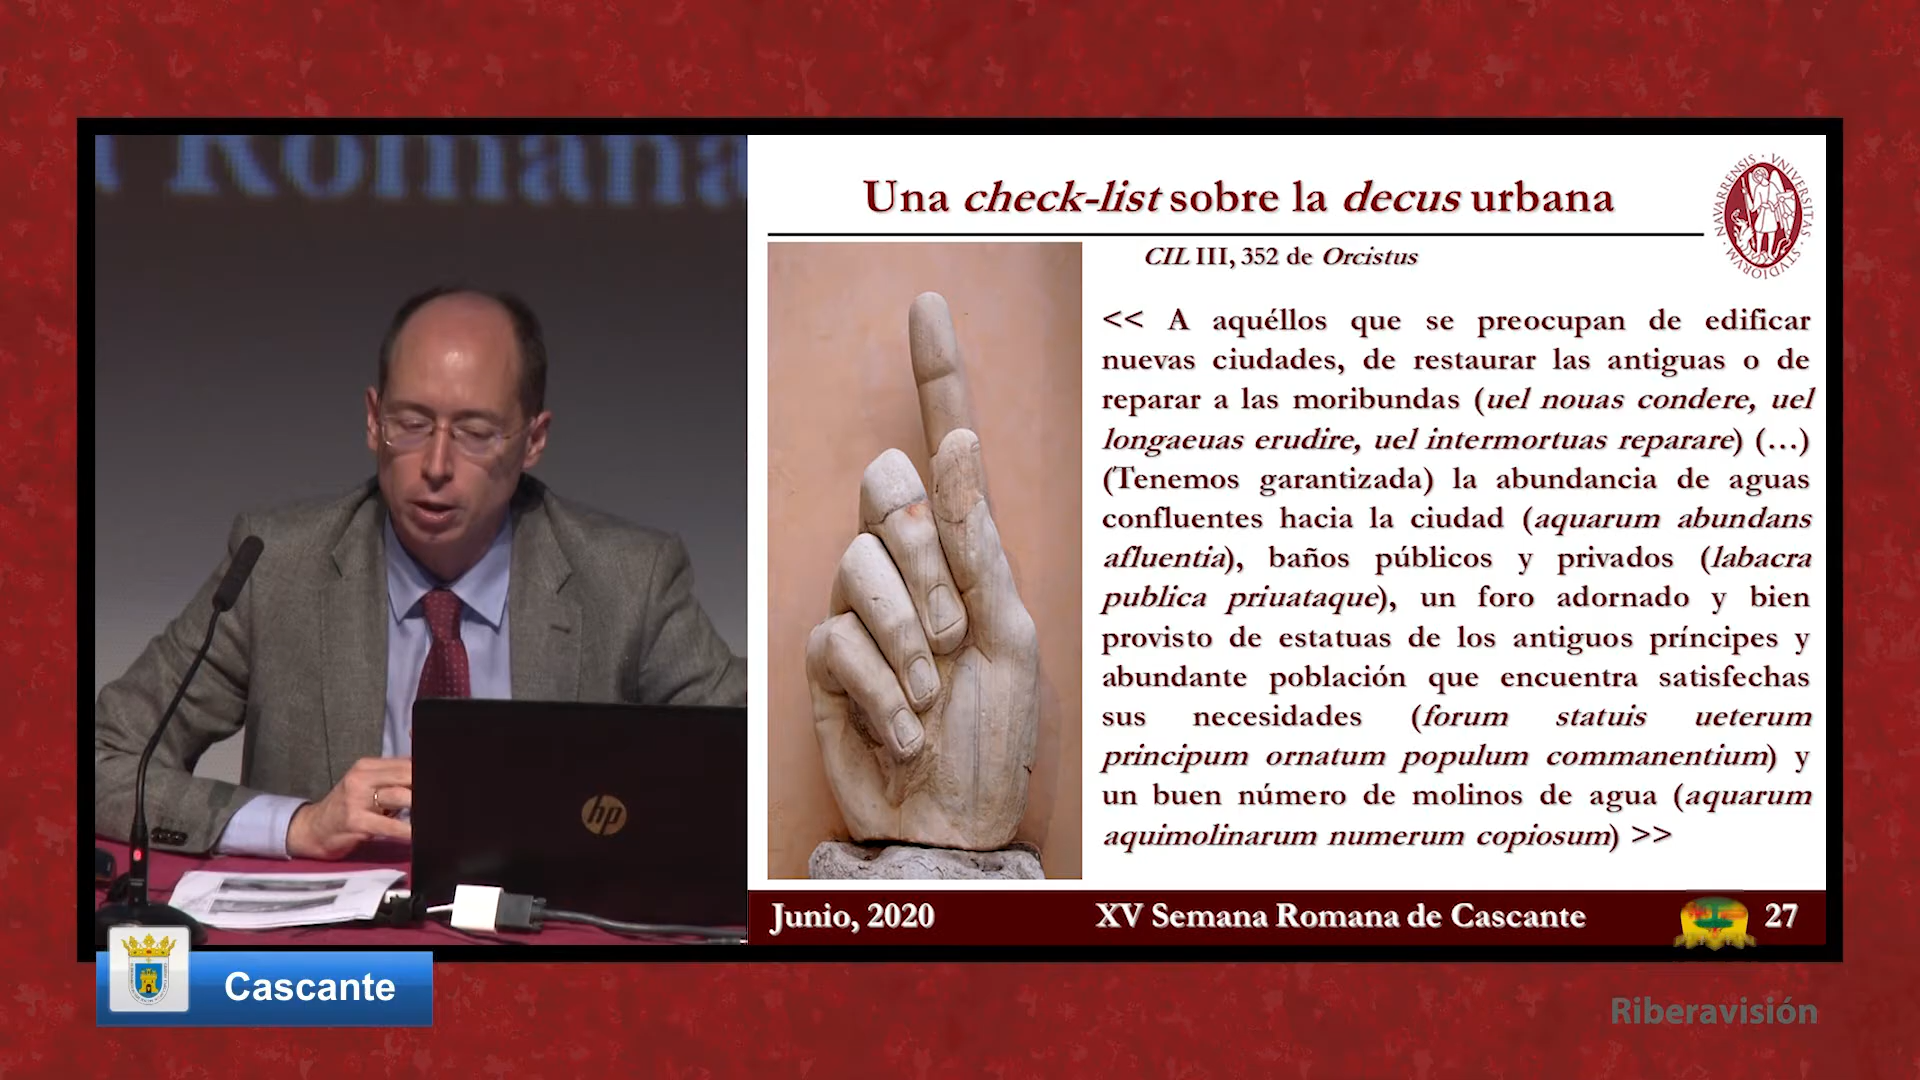 Romana
Una check-list sobre la decus urbana
NAVARRENSIS · VNIVERSITAS · STVDIORVM
CIL III, 352 de Orcistus
<< A aquéllos que se preocupan de edificar
nuevas ciudades, de restaurar las antiguas o de
reparar a las moribundas (uel nouas condere, uel
longaeuas erudire, uel intermortuas reparare) (…)
(Tenemos garantizada) la abundancia de aguas
confluentes hacia la ciudad (aquarum abundans
afluentia), baños públicos y privados (labacra
publica priuataque), un foro adornado y bien
provisto de estatuas de los antiguos príncipes y
abundante población que encuentra satisfechas
sus necesidades (forum statuis ueterum
principum ornatum populum commanentium) y
un buen número de molinos de agua (aquarum
aquimolinarum numerum copiosum) >>
hp
Junio, 2020 XV Semana Romana de Cascante 27
Cascante
Riberavisión